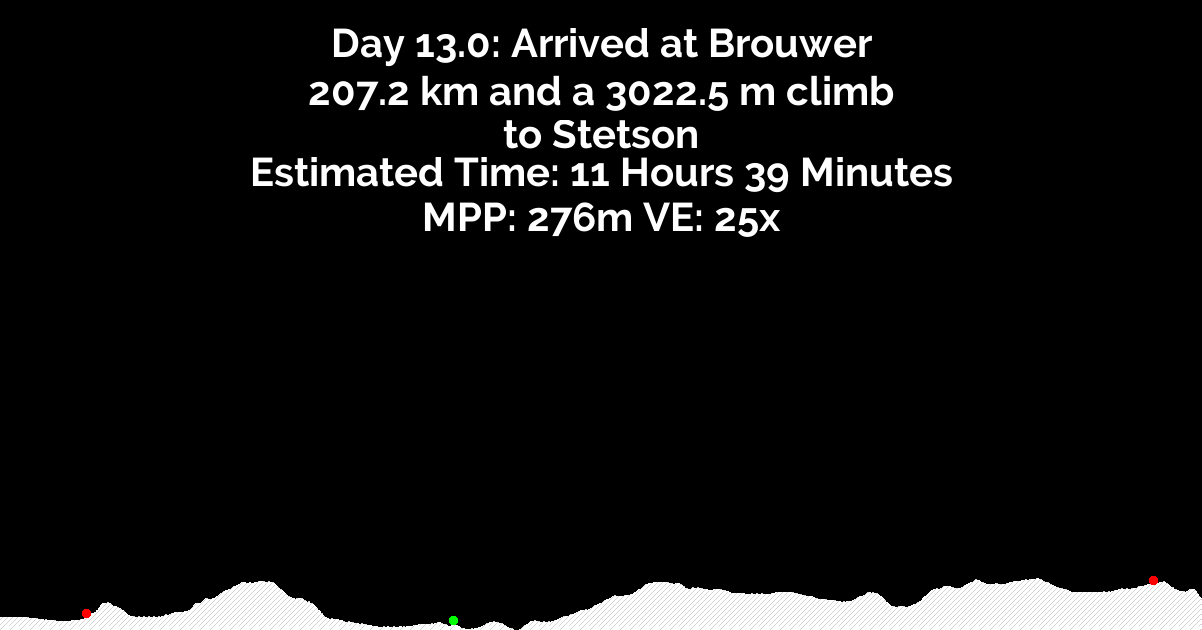 Day 13.0: Arrived at Brouwer
207.2 km and a 3022.5 m climb
to Stetson
Estimated Time: 11 Hours 39 Minutes
MPP: 276m VE: 25x